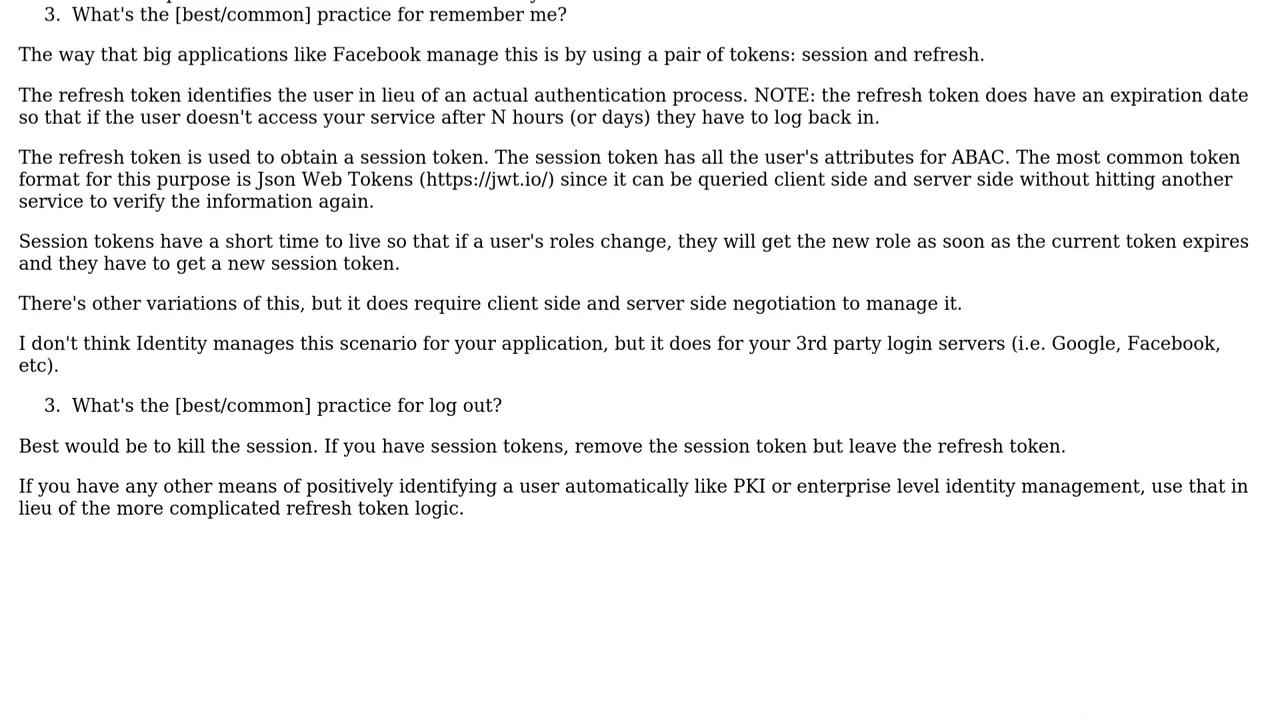 3. What's the [best/common] practice for remember me?
The way that big applications like Facebook manage this is by using a pair of tokens: session and refresh.
The refresh token identifies the user in lieu of an actual authentication process. NOTE: the refresh token does have an expiration date
so that if the user doesn't access your service after N hours (or days) they have to log back in.
The refresh token is used to obtain a session token. The session token has all the user's attributes for ABAC. The most common token
format for this purpose is Json Web Tokens (https://jwt.io/) since it can be queried client side and server side without hitting another
service to verify the information again.
Session tokens have a short time to live so that if a user's roles change, they will get the new role as soon as the current token expires
and they have to get a new session token.
There's other variations of this, but it does require client side and server side negotiation to manage it.
I don't think Identity manages this scenario for your application, but it does for your 3rd party login servers (i.e. Google, Facebook,
etc).
3. What's the [best/common] practice for log out?
Best would be to kill the session. If you have session tokens, remove the session token but leave the refresh token.
If you have any other means of positively identifying a user automatically like PKI or enterprise level identity management, use that in
lieu of the more complicated refresh token logic.